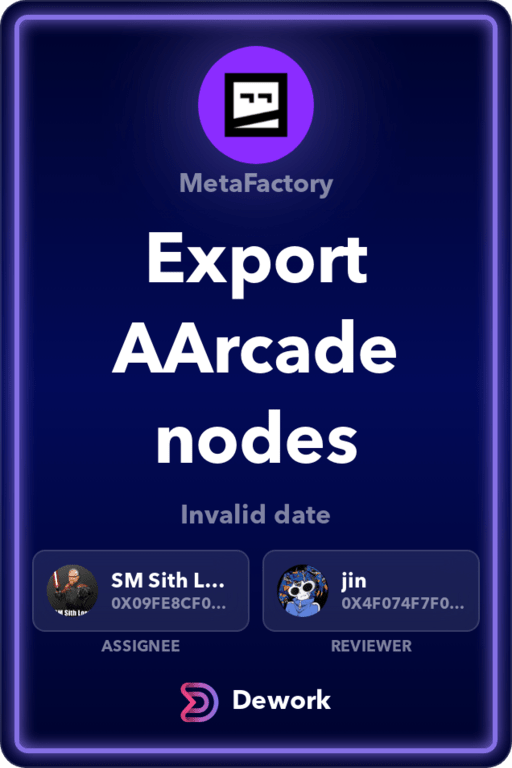 MetaFactory
Export
AArcade
nodes
Invalid date
SM Sith L...
0X09FE8CF0...
jin
0X4F074F7F0...
ASSIGNEE
REVIEWER
Dework